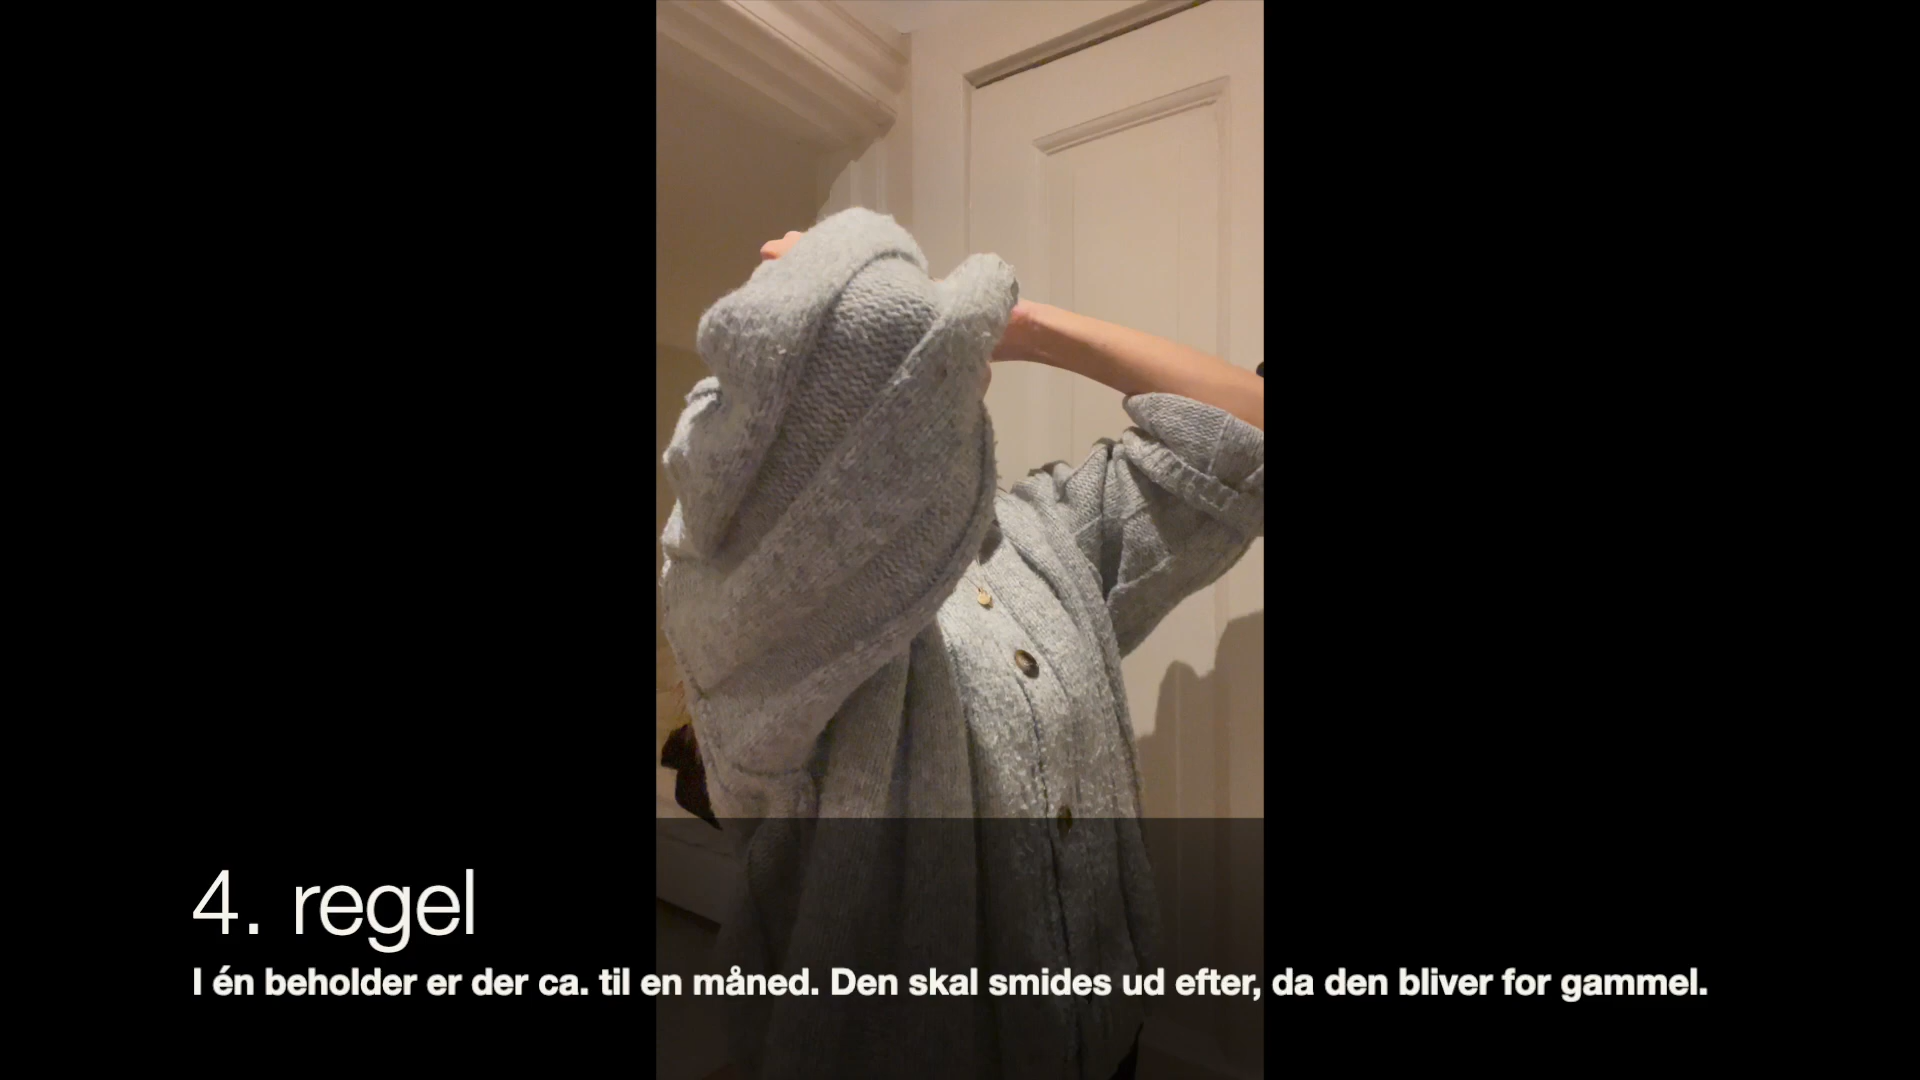 4. regel
I én beholder er der ca. til en måned. Den skal smides ud efter, da den bliver for gammel.